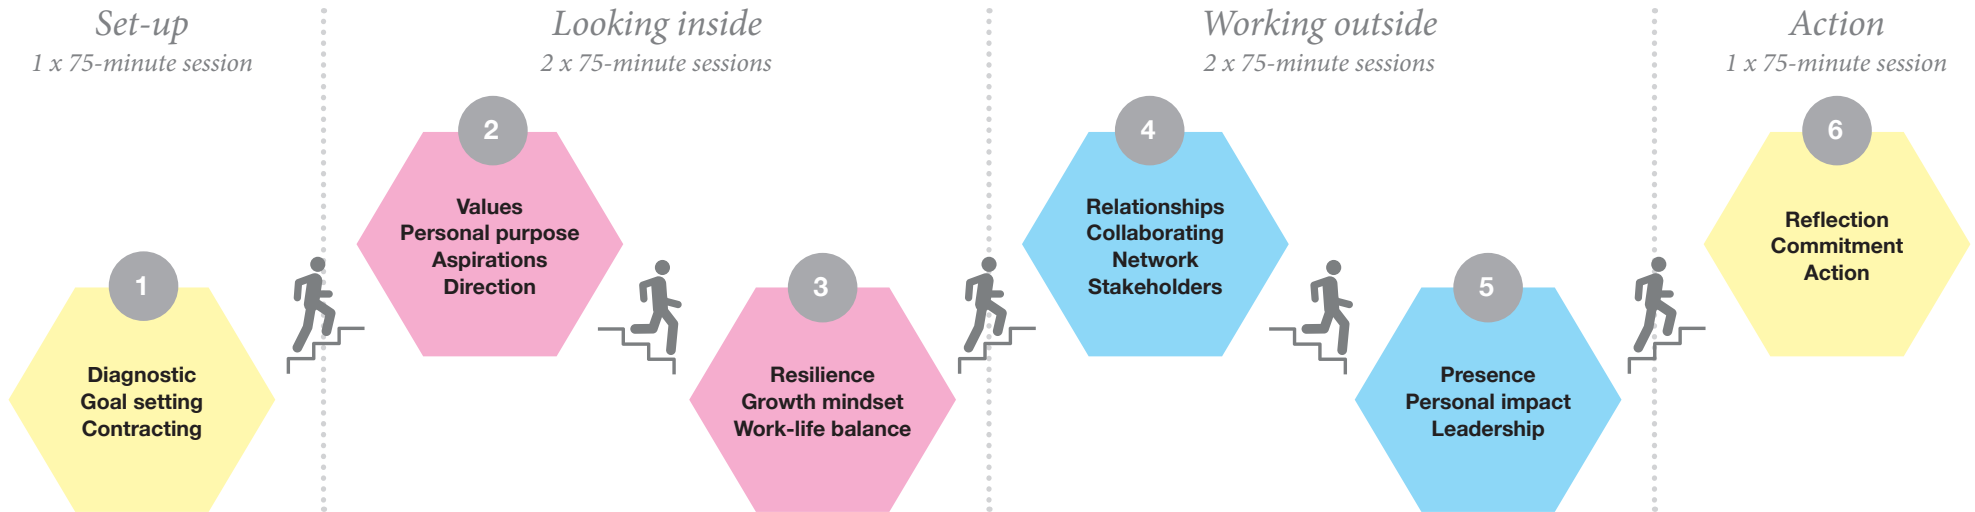 Set-up
1 x 75-minute session
Looking inside
2 x 75-minute sessions
Working outside
2 x 75-minute sessions
Action
1 x 75-minute session
1
Diagnostic
Goal setting
Contracting
2
Values
Personal purpose
Aspirations
Direction
3
Resilience
Growth mindset
Work-life balance
4
Relationships
Collaborating
Network
Stakeholders
5
Presence
Personal impact
Leadership
6
Reflection
Commitment
Action